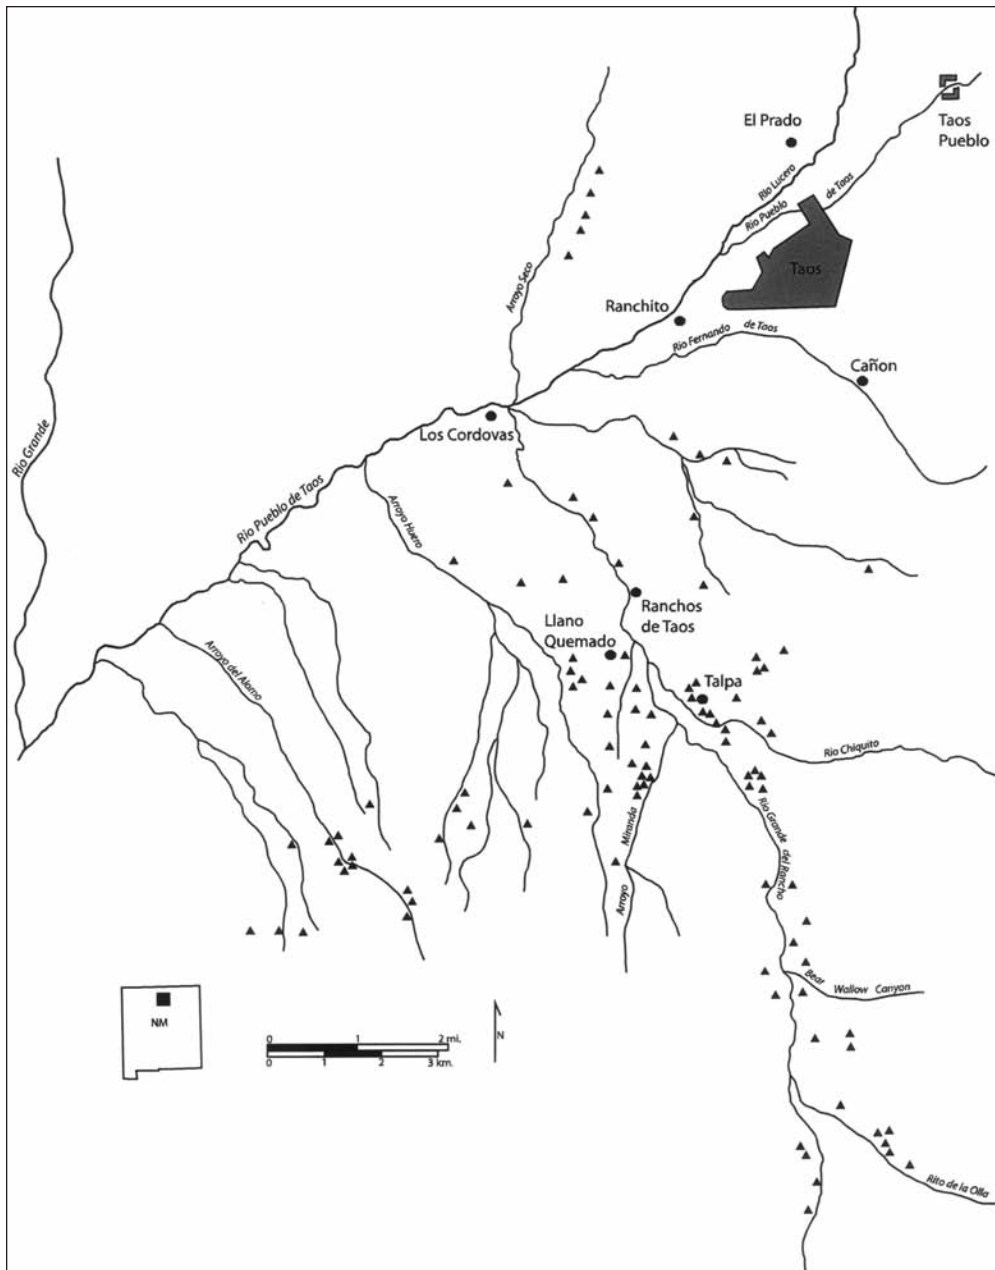 El Prado
Taos
Pueblo
Rio Lucero
Rio Pueblo
de Taos
Taos
Arroyo Seco
Ranchito
Rio Fernando
de Taos
Cañon
Los Cordovas
Rio Grande
Rio Pueblo de Taos
Arroyo Huero
Ranchos
de Taos
Llano
Quemado
Arroyo del Alamo
Talpa
Rio Chiquito
Rio Grande
del Rancho
Arroyo
Miranda
Bear
Wallow
Canyon
NM
0
1
2 mi.
0
1
2
3 km.
N
Rito de la Olla